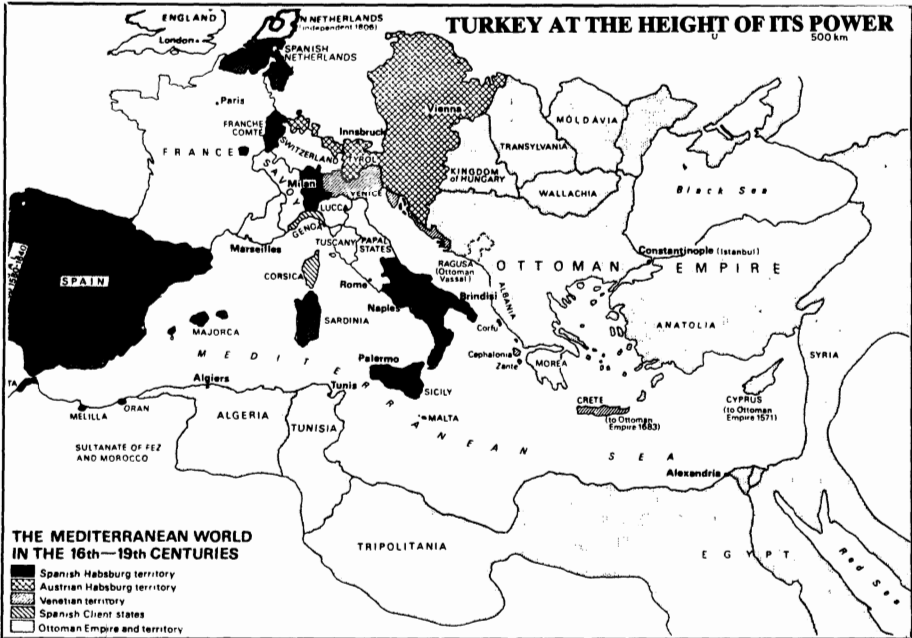 TURKEY AT THE HEIGHT OF ITS POWER
500 km
ENGLAND
London
N NETHERLANDS
(independent 1806)
SPANISH
NETHERLANDS
Paris
FRANCHE
COMTE
FRANCE
SWITZERLAND
Innsbruck
TYROL
Vienna
MOLDAVIA
TRANSYLVANIA
KINGDOM
of HUNGARY
WALLACHIA
Black Sea
SAVOY
Milan
VENICE
LUCCA
GENOA
TUSCANY
PAPAL
STATES
Marseilles
CORSICA
Rome
RAGUSA
(Ottoman
Vassal)
OTTOMAN EMPIRE
Constantinople (Istanbul)
SPAIN
Naples
Brindisi
ALBANIA
SARDINIA
MAJORCA
Corfu
ANATOLIA
Cephalonia
Zante
MOREA
SYRIA
MEDITERRANEAN SEA
Palermo
SICILY
Algiers
Tunis
MALTA
CRETE
(to Ottoman
Empire 1683)
CYPRUS
(to Ottoman
Empire 1571)
TA
MELILLA
ORAN
ALGERIA
TUNISIA
SULTANATE OF FEZ
AND MOROCCO
Alexandria
TRIPOLITANIA
EGYPT
Red Sea
THE MEDITERRANEAN WORLD
IN THE 16th—19th CENTURIES
Spanish Habsburg territory
Austrian Habsburg territory
Venetian territory
Spanish Client states
Ottoman Empire and territory